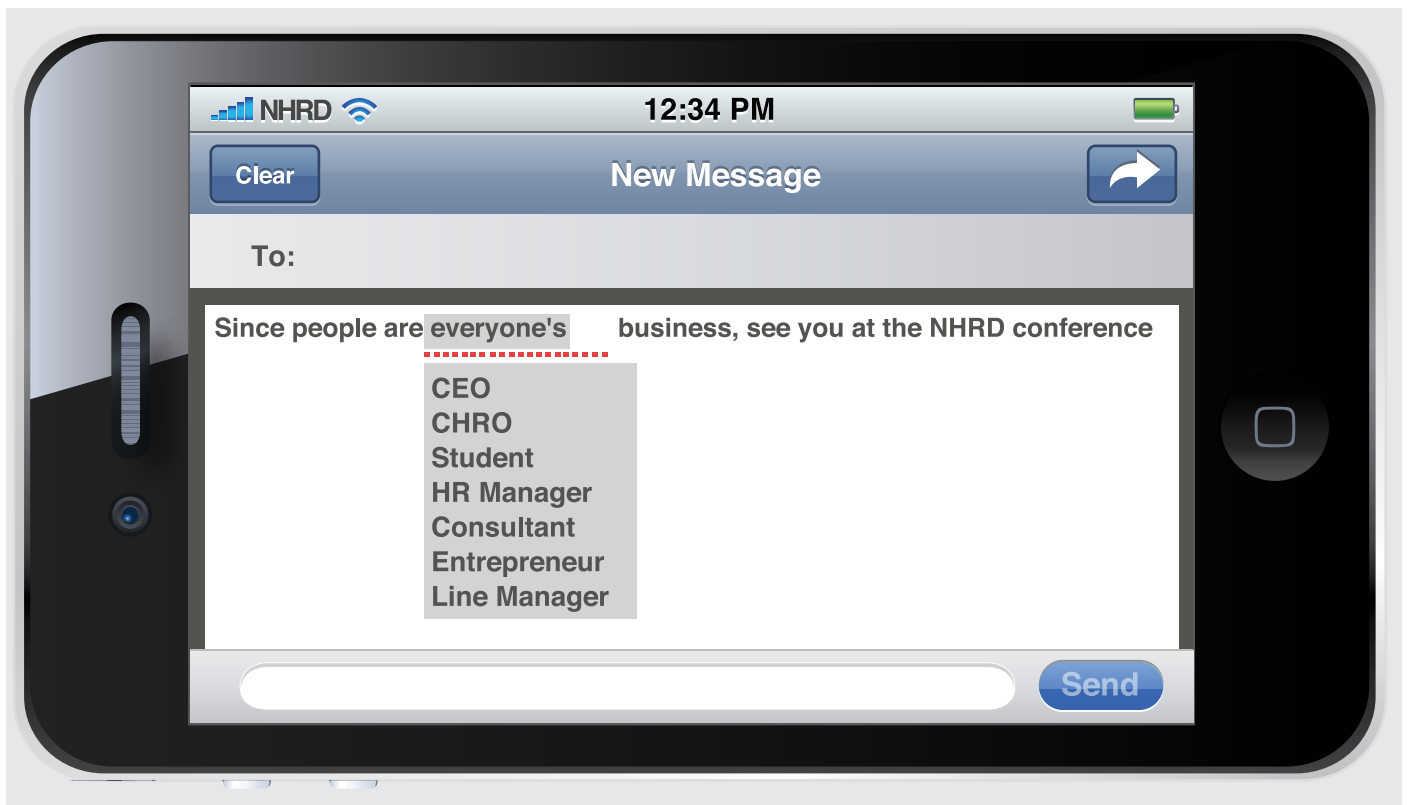 NHRD
12:34 PM
Clear
New Message
To:
Since people are everyone's business, see you at the NHRD conference
CEO
CHRO
Student
HR Manager
Consultant
Entrepreneur
Line Manager
Send